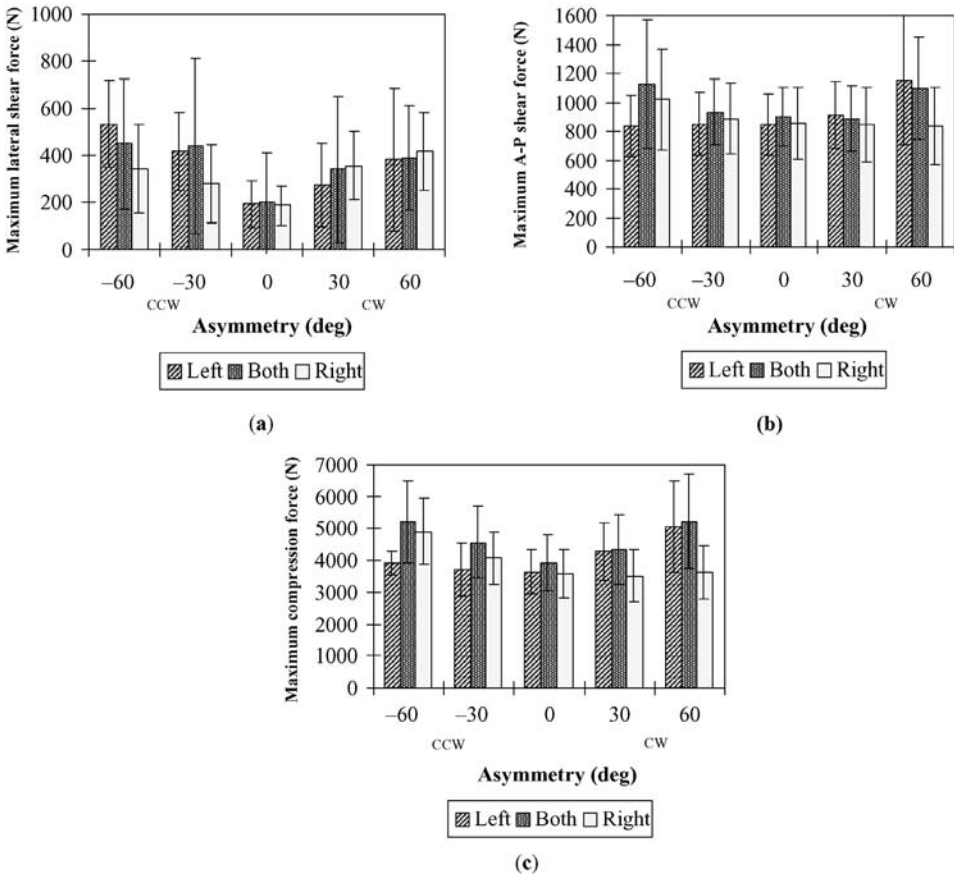 Maximum lateral shear force (N)
1000
800
600
400
200
0
–60 –30 0 30 60
CCW CW
Asymmetry (deg)
Left Both Right
(a)
Maximum A-P shear force (N)
1600
1400
1200
1000
800
600
400
200
0
–60 –30 0 30 60
CCW CW
Asymmetry (deg)
Left Both Right
(b)
Maximum compression force (N)
7000
6000
5000
4000
3000
2000
1000
0
–60 –30 0 30 60
CCW CW
Asymmetry (deg)
Left Both Right
(c)